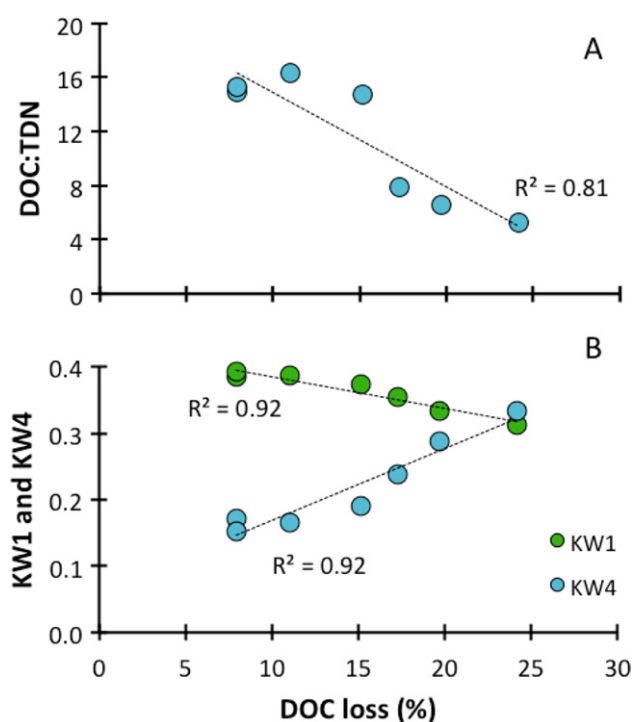 A
DOC:TDN
20
16
12
8
4
0
R² = 0.81
B
KW1 and KW4
0.4
0.3
0.2
0.1
0.0
R² = 0.92
R² = 0.92
KW1
KW4
0 5 10 15 20 25 30
DOC loss (%)